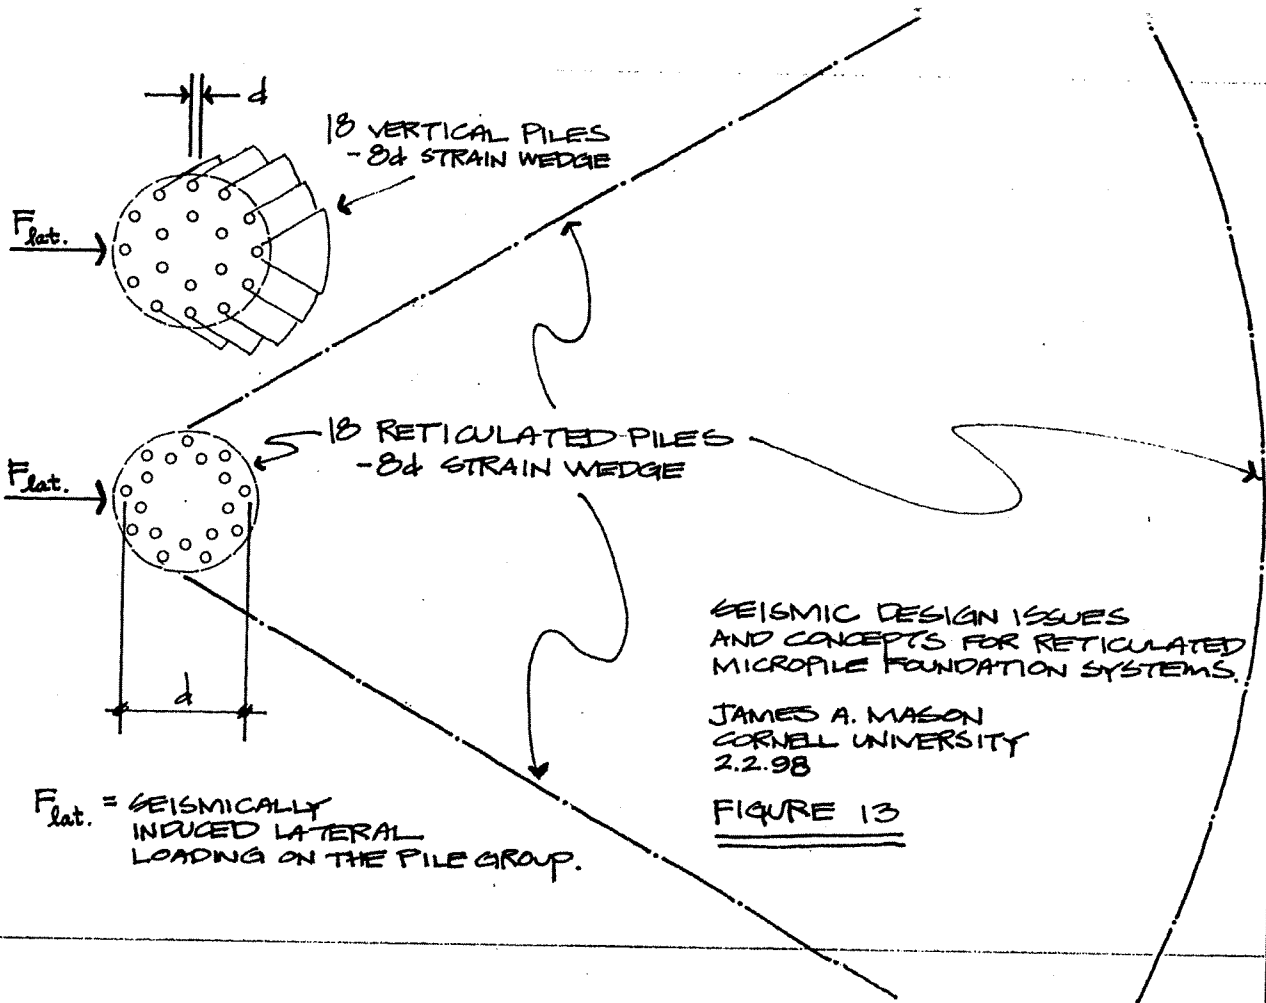 d
18 VERTICAL PILES
-8d STRAIN WEDGE
Flat.
18 RETICULATED PILES
-8d STRAIN WEDGE
Flat.
d
SEISMIC DESIGN ISSUES
AND CONCEPTS FOR RETICULATED
MICROPILE FOUNDATION SYSTEMS.
JAMES A. MASON
CORNELL UNIVERSITY
2.2.98
FIGURE 13
Flat. = SEISMICALLY
INDUCED LATERAL
LOADING ON THE PILE GROUP.